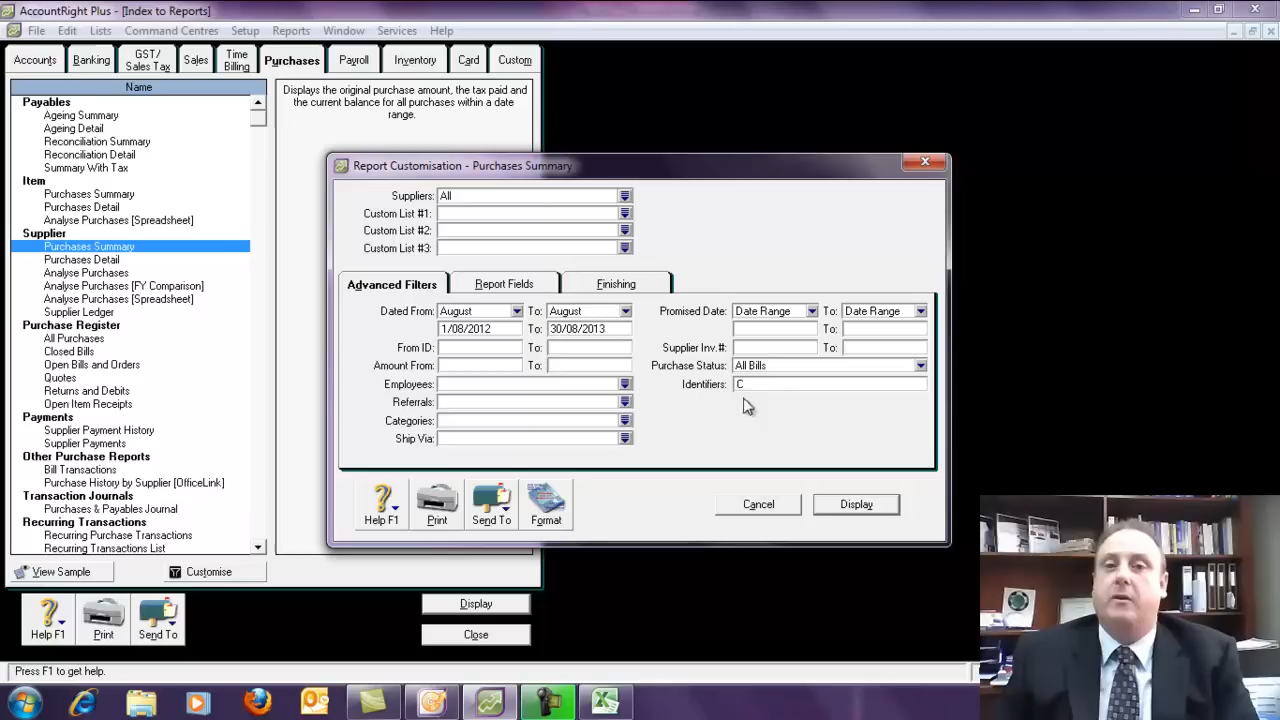 AccountRight Plus - [Index to Reports]
File Edit Lists Command Centres Setup Reports Window Services Help
Accounts Banking GST/ Sales Tax Sales Time Billing Purchases Payroll Inventory Card Custom
Name
Payables
Ageing Summary
Ageing Detail
Reconciliation Summary
Reconciliation Detail
Summary With Tax
Item
Purchases Summary
Purchases Detail
Analyse Purchases [Spreadsheet]
Supplier
Purchases Summary
Purchases Detail
Analyse Purchases
Analyse Purchases [FY Comparison]
Analyse Purchases [Spreadsheet]
Supplier Ledger
Purchase Register
All Purchases
Closed Bills
Open Bills and Orders
Quotes
Returns and Debits
Open Item Receipts
Payments
Supplier Payment History
Supplier Payments
Other Purchase Reports
Bill Transactions
Purchase History by Supplier [OfficeLink]
Transaction Journals
Purchases & Payables Journal
Recurring Transactions
Recurring Purchase Transactions
Recurring Transactions List
View Sample Customise
Displays the original purchase amount, the tax paid and
the current balance for all purchases within a date
range.
Report Customisation - Purchases Summary
Suppliers: All
Custom List #1:
Custom List #2:
Custom List #3:
Advanced Filters Report Fields Finishing
Dated From: August To: August
1/08/2012 To: 30/08/2013
From ID: To:
Amount From: To:
Employees:
Referrals:
Categories:
Ship Via:
Promised Date: Date Range To: Date Range
To:
Supplier Inv.#: To:
Purchase Status: All Bills
Identifiers: C
Help F1 Print Send To Format Cancel Display
Help F1 Print Send To
Display
Close
Press F1 to get help.